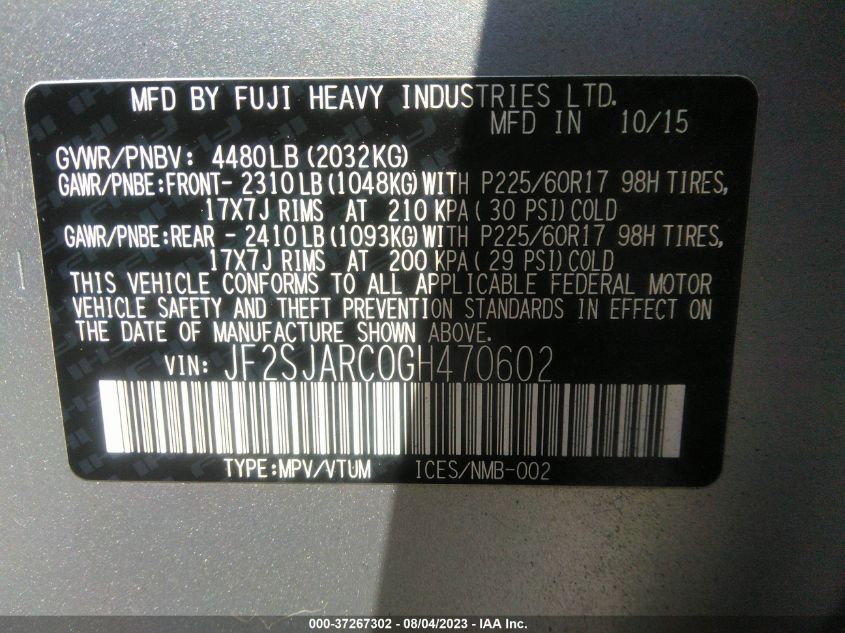 MFD BY FUJI HEAVY INDUSTRIES LTD.
MFD IN 10/15
GVWR/PNBV: 4480LB(2032KG)
GAWR/PNBE:FRONT-2310LB(1048KG)WITH P225/60R17 98H TIRES,
17X7J RIMS AT 210 KPA(30 PSI)COLD
GAWR/PNBE:REAR -2410LB(1093KG)WITH P225/60R17 98H TIRES,
17X7J RIMS AT 200 KPA(29 PSI)COLD
THIS VEHICLE CONFORMS TO ALL APPLICABLE FEDERAL MOTOR
VEHICLE SAFETY AND THEFT PREVENTION STANDARDS IN EFFECT ON
THE DATE OF MANUFACTURE SHOWN ABOVE.
VIN: JF2SJARC0GH470602
TYPE:MPV/VTUM ICES/NMB-002
000-37267302 - 08/04/2023 - IAA Inc.